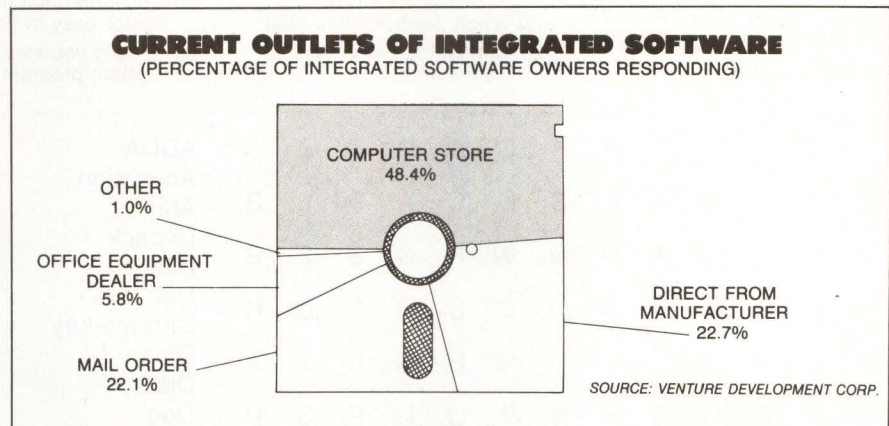 CURRENT OUTLETS OF INTEGRATED SOFTWARE
(PERCENTAGE OF INTEGRATED SOFTWARE OWNERS RESPONDING)
COMPUTER STORE
48.4%
OTHER
1.0%
OFFICE EQUIPMENT
DEALER
5.8%
MAIL ORDER
22.1%
DIRECT FROM
MANUFACTURER
22.7%
SOURCE: VENTURE DEVELOPMENT CORP.